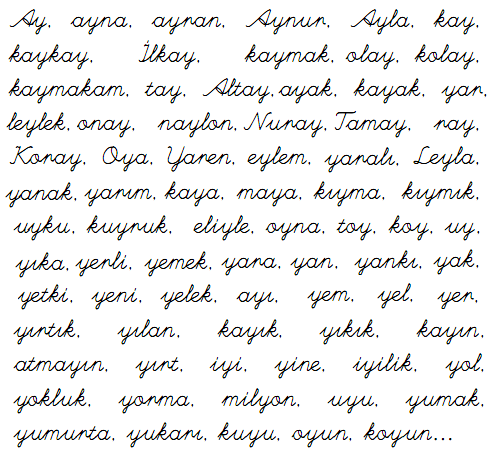 Ay, ayna, ayran, Aynur, Ayla, kay,
kaykay, İlkay, kaymak, olay, kolay,
kaymakam, tay, Altay, ayak, kayak, yar,
leylek, onay, naylon, Nuray, Tamay, ray,
Koray, Oya, Yaren, eylem, yaralı, Leyla,
yanak, yarım, kaya, maya, kıyma, kıymık,
uyku, kuyruk, eliyle, oyna, toy, koy, uy,
yıka, yerli, yemek, yara, yan, yankı, yak,
yetki, yeni, yelek, ayı, yem, yel, yer,
yırtık, yılan, kayık, yıkık, kayın,
atmayın, yırt, iyi, yine, iyilik, yol,
yokluk, yorma, milyon, uyu, yumak,
yumurta, yukarı, kuyu, oyun, koyun...